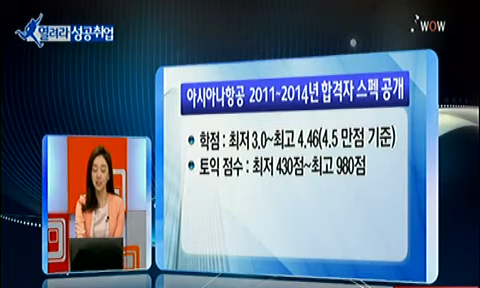 열려라 성공취업
WOW
아시아나항공 2011~2014년 합격자 스펙 공개
학점 : 최저 3.0~최고 4.46(4.5 만점 기준)
토익 점수 : 최저 430점~최고 980점